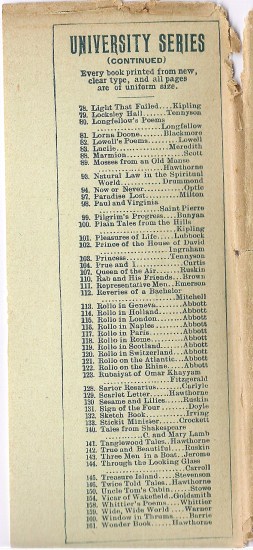 UNIVERSITY SERIES
(CONTINUED)
Every book printed from new,
clear type, and all pages
are of uniform size.
78. Light That Failed....Kipling
79. Locksley Hall.....Tennyson
80. Longfellow's Poems
..............Longfellow
81. Lorna Doone......Blackmore
82. Lowell's Poems........Lowell
83. Lucile.............Meredith
88. Marmion..............Scott
89. Mosses from an Old Manse
..............Hawthorne
93. Natural Law in the Spiritual
World............Drummond
94. Now or Never.........Optic
97. Paradise Lost........Milton
98. Paul and Virginia
..............Saint Pierre
99. Pilgrim's Progress....Bunyan
100. Plain Tales from the Hills
..............Kipling
101. Pleasures of Life...Lubbock
102. Prince of the House of David
..............Ingraham
103. Princess..........Tennyson
104. Prue and I..........Curtis
107. Queen of the Air.....Ruskin
110. Rab and His Friends..Brown
111. Representative Men..Emerson
112. Reveries of a Bachelor
..............Mitchell
113. Rollo in Geneva......Abbott
114. Rollo in Holland.....Abbott
115. Rollo in London......Abbott
116. Rollo in Naples......Abbott
117. Rollo in Paris.......Abbott
118. Rollo in Rome........Abbott
119. Rollo in Scotland....Abbott
120. Rollo in Switzerland..Abbott
121. Rollo on the Atlantic..Abbott
122. Rollo on the Rhine...Abbott
123. Rubaiyat of Omar Khayyam
..............Fitzgerald
128. Sartor Resartus.....Carlyle
129. Scarlet Letter....Hawthorne
130. Sesame and Lilies....Ruskin
131. Sign of the Four......Doyle
132. Sketch Book..........Irving
133. Stickit Minister...Crockett
140. Tales from Shakespeare
.........C. and Mary Lamb
141. Tanglewood Tales..Hawthorne
142. True and Beautiful...Ruskin
143. Three Men in a Boat..Jerome
144. Through the Looking Glass
..............Carroll
145. Treasure Island...Stevenson
146. Twice Told Tales..Hawthorne
150. Uncle Tom's Cabin.....Stowe
154. Vicar of Wakefield..Goldsmith
158. Whittier's Poems...Whittier
159. Wide, Wide World.....Warner
160. Window in Thrums.....Barrie
161. Wonder Book.......Hawthorne